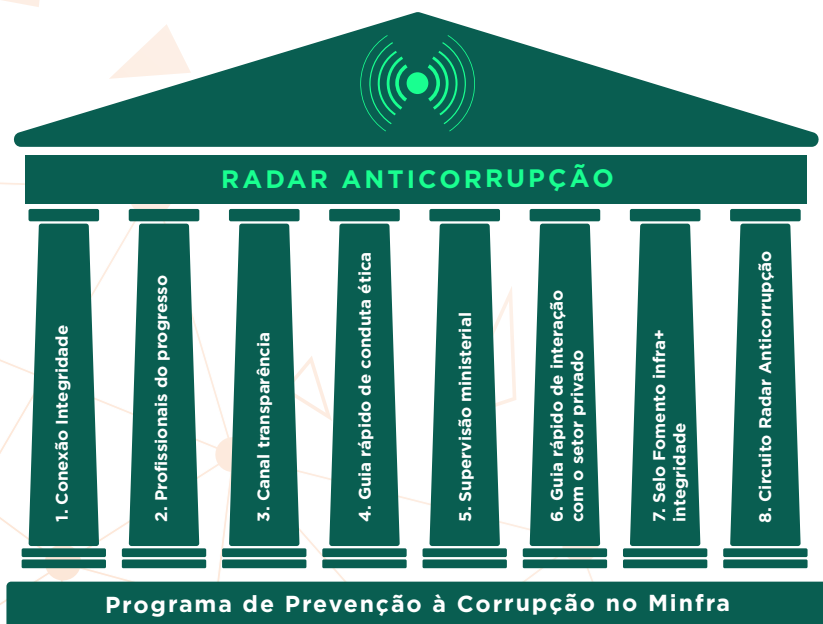 RADAR ANTICORRUPÇÃO
1. Conexão Integridade
2. Profissionais do progresso
3. Canal transparência
4. Guia rápido de conduta ética
5. Supervisão ministerial
6. Guia rápido de interação
com o setor privado
7. Selo Fomento infra+
integridade
8. Circuito Radar Anticorrupção
Programa de Prevenção à Corrupção no Minfra